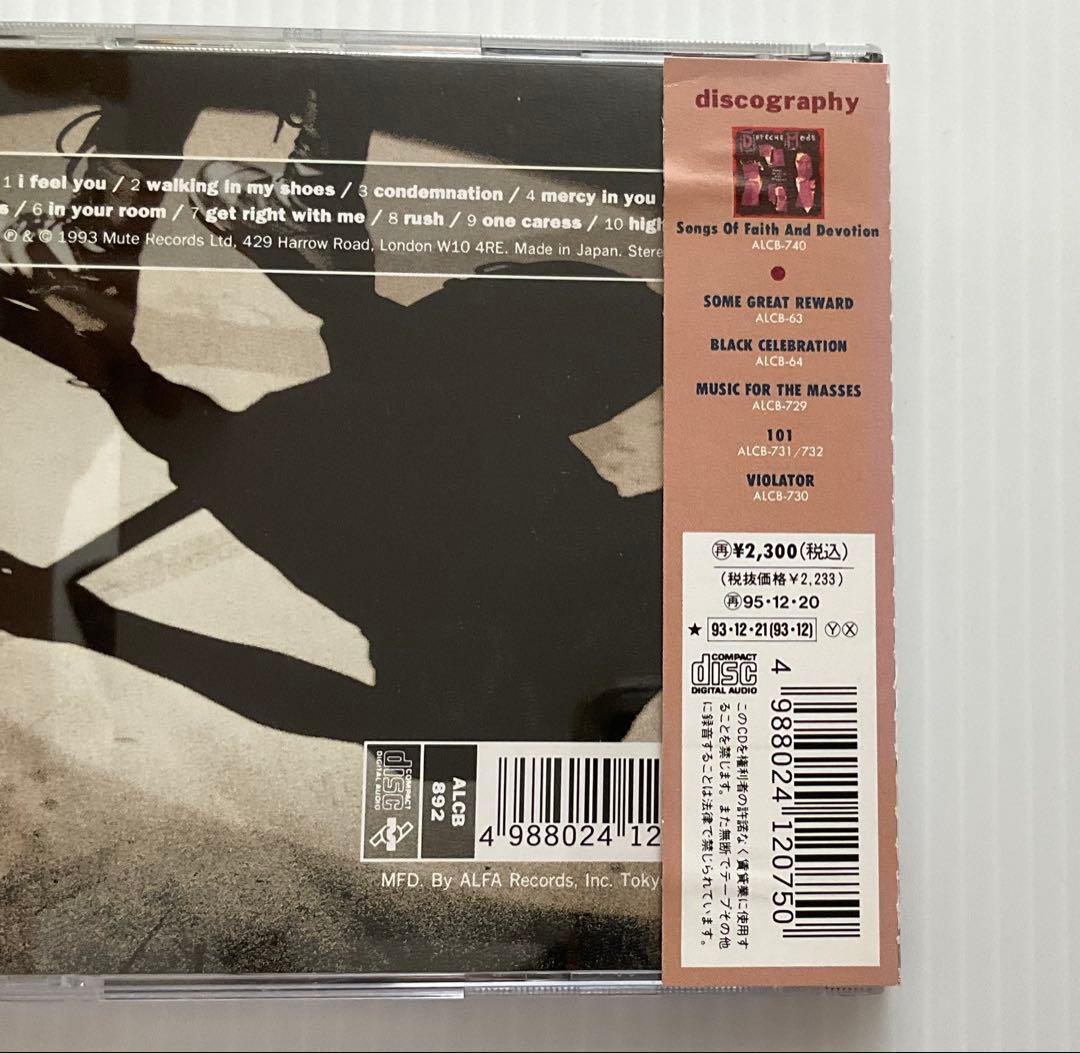 1 i feel you / 2 walking in my shoes / 3 condemnation / 4 mercy in you
s / 6 in your room / 7 get right with me / 8 rush / 9 one caress / 10 high
℗ & © 1993 Mute Records Ltd, 429 Harrow Road, London W10 4RE. Made in Japan. Stere
discography
Depeche Mode
Songs Of Faith And Devotion
ALCB-740
SOME GREAT REWARD
ALCB-63
BLACK CELEBRATION
ALCB-64
MUSIC FOR THE MASSES
ALCB-729
101
ALCB-731/732
VIOLATOR
ALCB-730
再¥2,300(税込)
(税抜価格¥2,233)
再95・12・20
★ 93・12・21(93・12) Ⓨ Ⓧ
COMPACT
disc
DIGITAL AUDIO
4 988024 120750
このCDを権利者の許諾なく賃貸業に使用す
ることを禁じます。また無断でテープその他
に録音することは法律で禁じられています。
COMPACT
disc
DIGITAL AUDIO
ALCB
892
4 988024 12
MFD. By ALFA Records, Inc. Toky